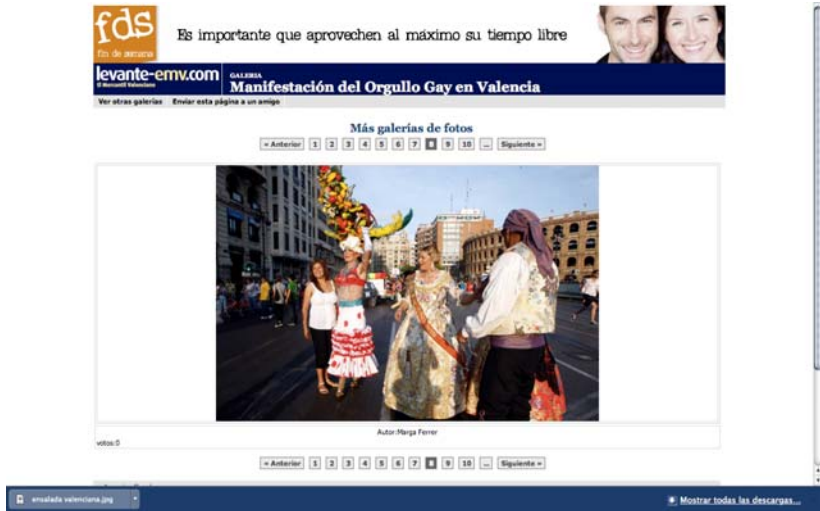 fds
fin de semana
Es importante que aprovechen al máximo su tiempo libre
levante-emv.com
El Mercantil Valenciano
GALERIA
Manifestación del Orgullo Gay en Valencia
Ver otras galerías Enviar esta página a un amigo
Más galerías de fotos
« Anterior 1 2 3 4 5 6 7 8 9 10 ... Siguiente »
Autor:Marga Ferrer
votos:0
« Anterior 1 2 3 4 5 6 7 8 9 10 ... Siguiente »
ensalada valenciana.jpg
Mostrar todas las descargas...